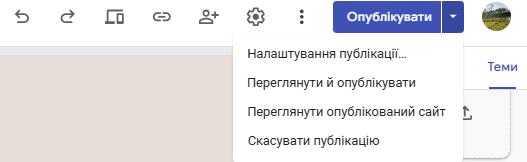 Опублікувати
Налаштування публікації…
Теми
Переглянути й опублікувати
Переглянути опублікований сайт
Скасувати публікацію